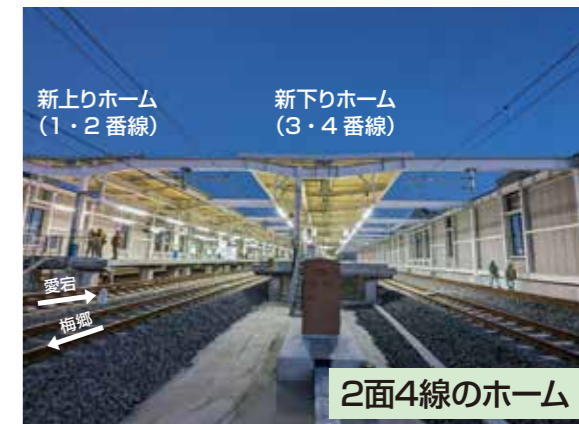 新上りホーム
（1・2 番線）
新下りホーム
（3・4 番線）
愛宕
梅郷
2面4線のホーム